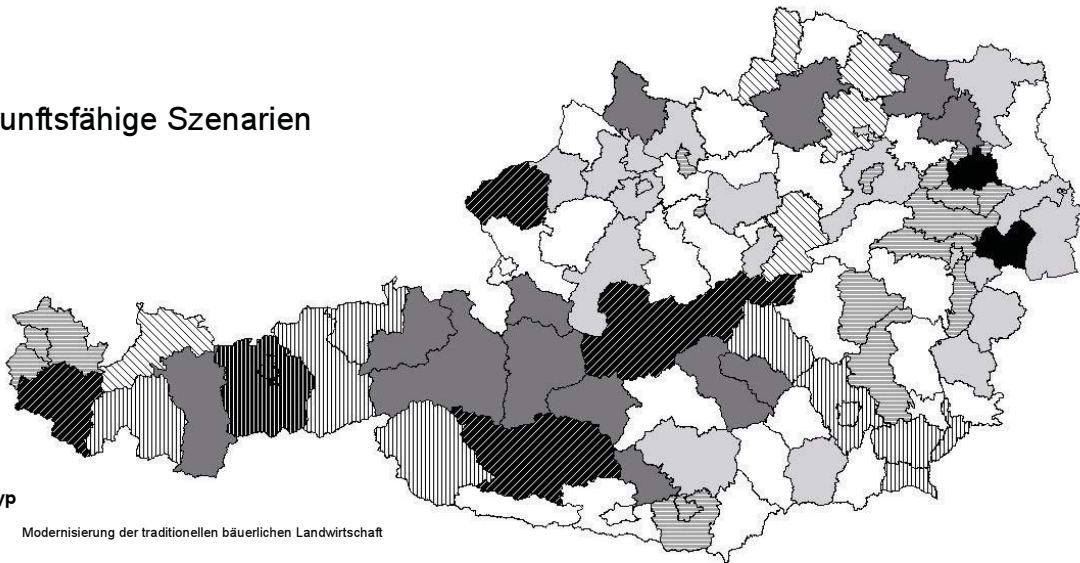 unftsfähige Szenarien
yp
Modernisierung der traditionellen bäuerlichen Landwirtschaft